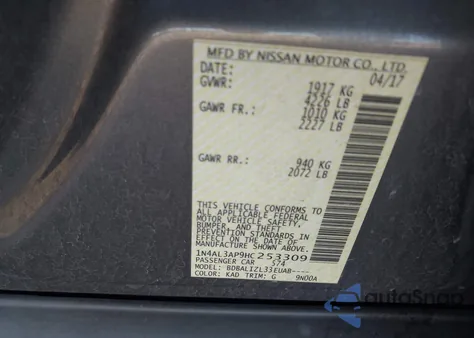 MFD BY NISSAN MOTOR CO., LTD.
DATE: 04/17
GVWR: 1917 KG
4226 LB
GAWR FR.: 1010 KG
2227 LB
GAWR RR.: 940 KG
2072 LB
THIS VEHICLE CONFORMS TO
ALL APPLICABLE FEDERAL
MOTOR VEHICLE SAFETY,
BUMPER, AND THEFT
PREVENTION STANDARDS IN
EFFECT ON THE DATE OF
MANUFACTURE SHOWN ABOVE.
1N4AL3AP9HC253309
PASSENGER CAR 574
MODEL: BDBALIZL33EUAB----
COLOR: KAD TRIM: G 9N00A
autoSnap